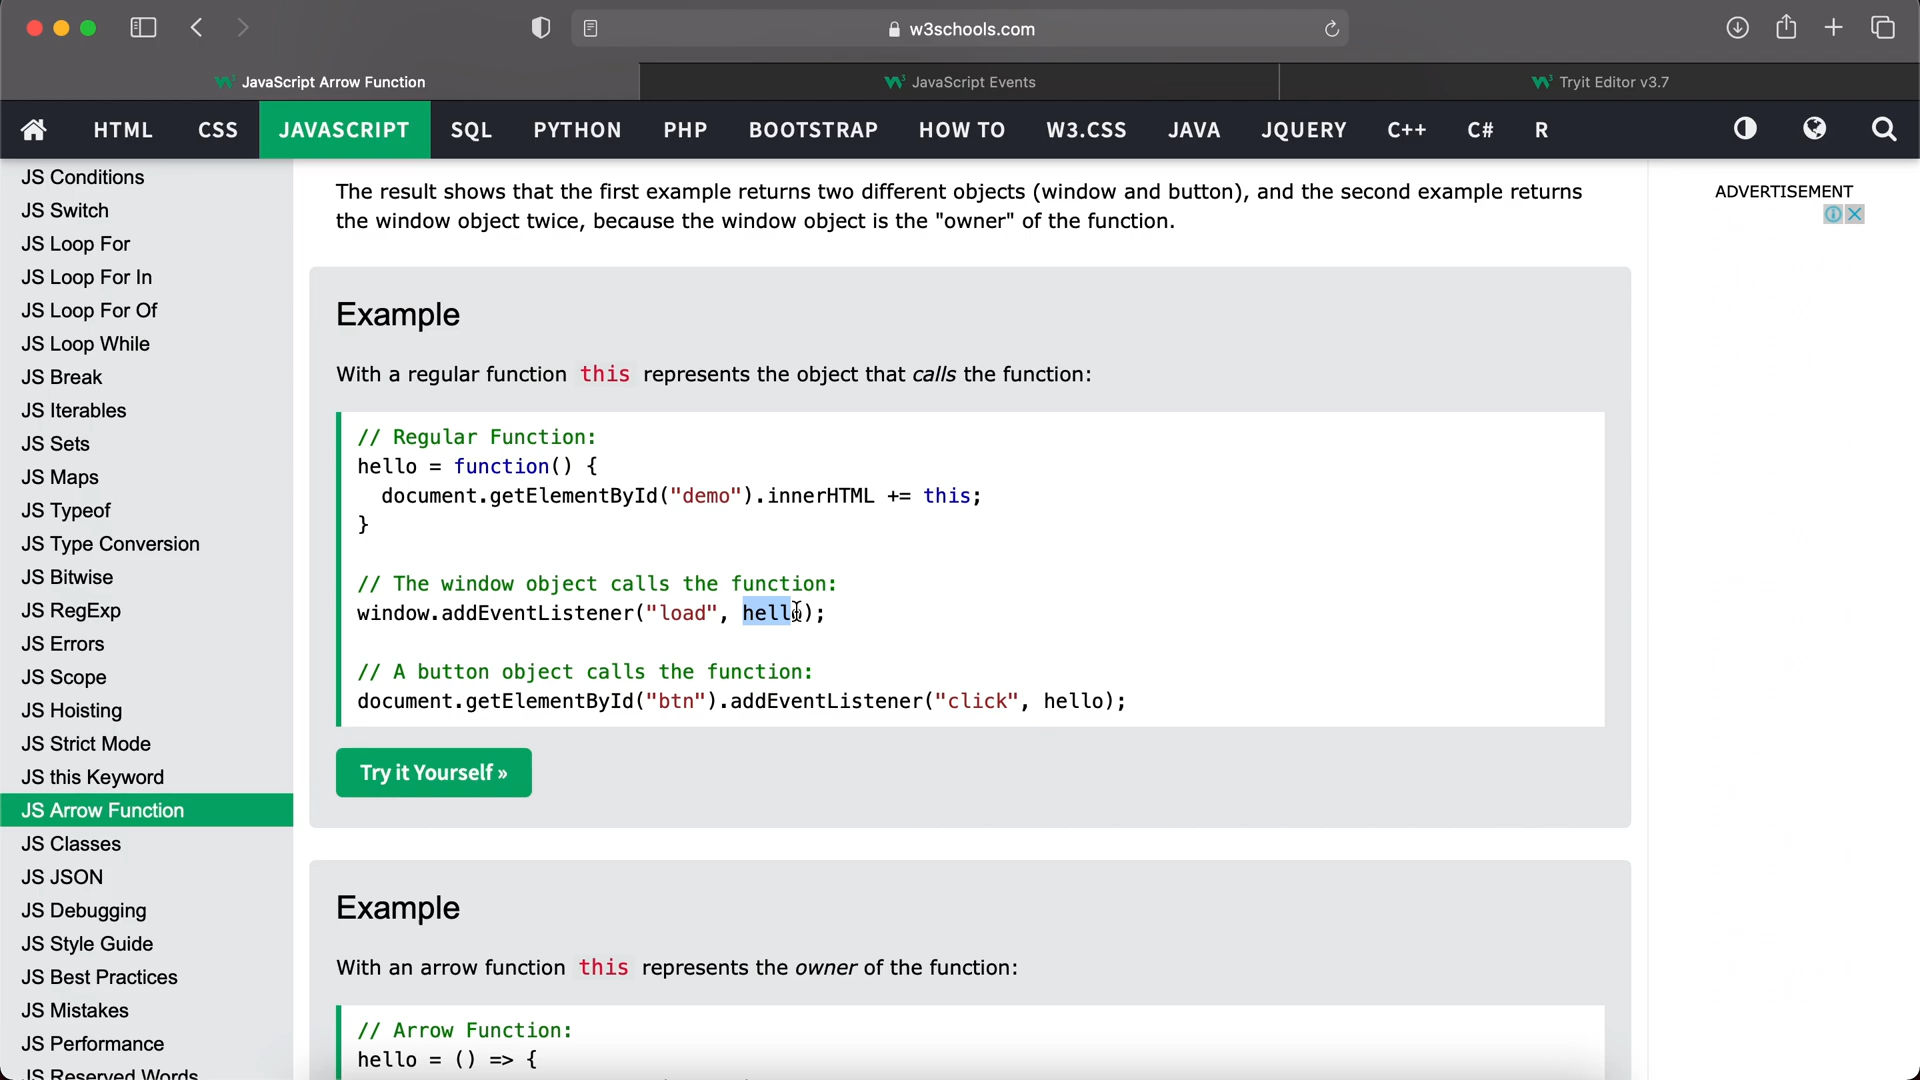 w3schools.com
JavaScript Arrow Function
JavaScript Events
Tryit Editor v3.7
HTML CSS JAVASCRIPT SQL PYTHON PHP BOOTSTRAP HOW TO W3.CSS JAVA JQUERY C++ C# R
JS Conditions
JS Switch
JS Loop For
JS Loop For In
JS Loop For Of
JS Loop While
JS Break
JS Iterables
JS Sets
JS Maps
JS Typeof
JS Type Conversion
JS Bitwise
JS RegExp
JS Errors
JS Scope
JS Hoisting
JS Strict Mode
JS this Keyword
JS Arrow Function
JS Classes
JS JSON
JS Debugging
JS Style Guide
JS Best Practices
JS Mistakes
JS Performance
JS Reserved Words
The result shows that the first example returns two different objects (window and button), and the second example returns
the window object twice, because the window object is the "owner" of the function.
Example
With a regular function this represents the object that calls the function:
// Regular Function:
hello = function() {
  document.getElementById("demo").innerHTML += this;
}
// The window object calls the function:
window.addEventListener("load", hello);
// A button object calls the function:
document.getElementById("btn").addEventListener("click", hello);
Try it Yourself »
Example
With an arrow function this represents the owner of the function:
// Arrow Function:
hello = () => {
ADVERTISEMENT